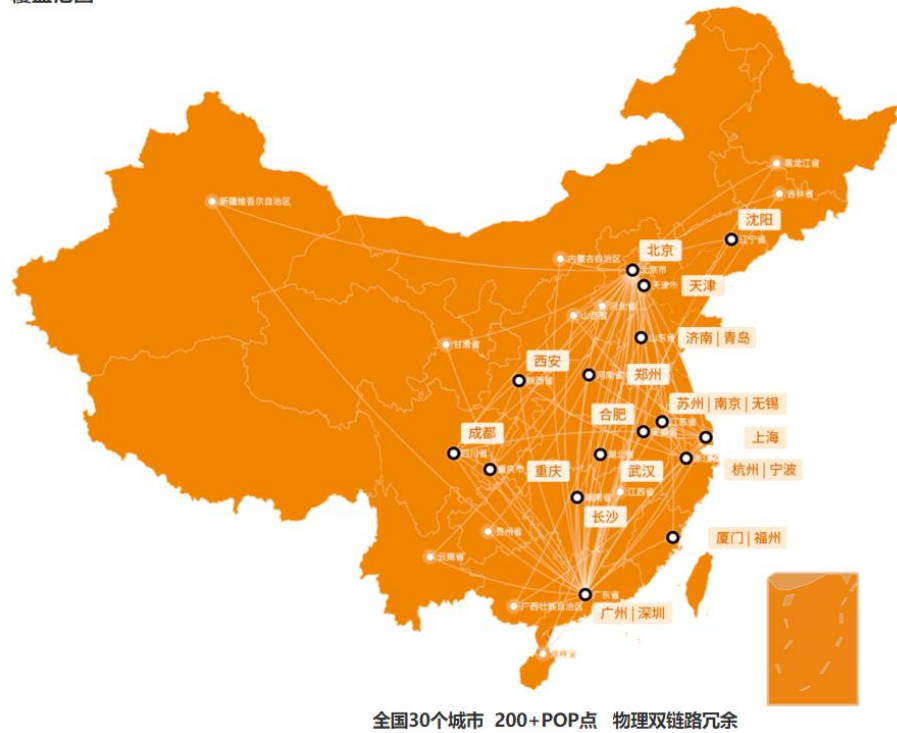 覆盖范围
黑龙江省
新疆维吾尔自治区
吉林省
沈阳
辽宁省
北京
内蒙古自治区
北京市
天津市
天津
河北省
山西省
甘肃省
山东省
济南|青岛
西安
陕西省
河南省
郑州
苏州|南京|无锡
合肥
江苏省
成都
安徽省
上海
四川省
湖北省
重庆市
重庆
武汉
杭州|宁波
江西省
湖南省
长沙
贵州省
厦门|福州
云南省
广东省
广西壮族自治区
广州|深圳
全国30个城市 200+POP点 物理双链路冗余